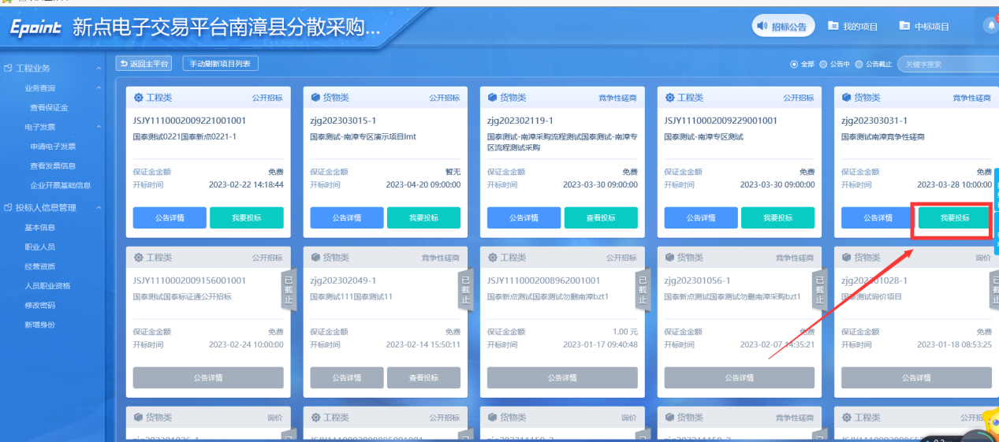 Epoint 新点电子交易平台南漳县分散采购...
招标公告 我的项目 中标项目
工程业务
业务查询
查看保证金
电子发票
申请电子发票
查看发票信息
企业开票基础信息
投标人信息管理
基本信息
职业人员
经营资质
人员职业资格
修改密码
新增身份
返回主平台 手动刷新项目列表
全部 公告中 公告截止 关键字搜索
工程类 公开招标
JSJY1110002009221001001
国泰测试0221国泰新点0221-1
保证金金额 免费
开标时间 2023-02-22 14:18:44
公告详情 我要投标
货物类 公开招标
zjg202303015-1
国泰测试-南漳专区演示项目lmt
保证金金额 暂无
开标时间 2023-04-20 09:00:00
公告详情 我要投标
货物类 竞争性磋商
zjg202302119-1
国泰测试-南漳采购流程测试国泰测试-南漳专
区流程测试采购
保证金金额 免费
开标时间 2023-03-30 09:00:00
公告详情 查看投标
工程类 公开招标
JSJY1110002009229001001
国泰测试-南漳专区测试
保证金金额 免费
开标时间 2023-03-30 09:00:00
公告详情 我要投标
货物类 竞争性磋商
zjg202303031-1
国泰测试南漳竞争性磋商
保证金金额 免费
开标时间 2023-03-28 10:00:00
公告详情 我要投标
工程类 公开招标
JSJY1110002009156001001
已截止
国泰测试国泰标证通公开招标
保证金金额 免费
开标时间 2023-02-24 10:00:00
公告详情
货物类 竞争性磋商
zjg202302049-1
已截止
国泰测试111国泰测试11
保证金金额 免费
开标时间 2023-02-14 15:50:11
公告详情 查看投标
工程类 公开招标
JSJY1110002008962001001
已截止
国泰新点测试国泰测试勿删南漳bzt1
保证金金额 1.00 元
开标时间 2023-01-17 09:40:48
公告详情
货物类 竞争性磋商
zjg202301056-1
已截止
国泰新点测试国泰测试勿删南漳采购bzt1
保证金金额 免费
开标时间 2023-02-07 14:35:21
公告详情
货物类 询价
zjg202301028-1
已截止
国泰测试询价项目
保证金金额 免费
开标时间 2023-01-18 08:53:25
公告详情
货物类 询价
工程类 公开招标
货物类 询价
货物类 竞争性磋商
工程类 公开招